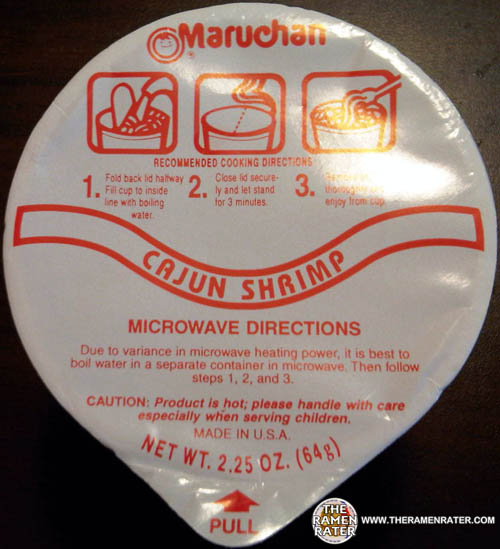 Maruchan
RECOMMENDED COOKING DIRECTIONS
1. Fold back lid halfway
Fill cup to inside
line with boiling
water.
2. Close lid secure-
ly and let stand
for 3 minutes.
3.
thoroughly
enjoy from cup.
CAJUN SHRIMP
MICROWAVE DIRECTIONS
Due to variance in microwave heating power, it is best to
boil water in a separate container in microwave. Then follow
steps 1, 2, and 3.
CAUTION: Product is hot; please handle with care
especially when serving children.
MADE IN U.S.A.
NET WT. 2.25 OZ. (64g)
PULL
THE
RAMEN
RATER
WWW.THERAMENRATER.COM